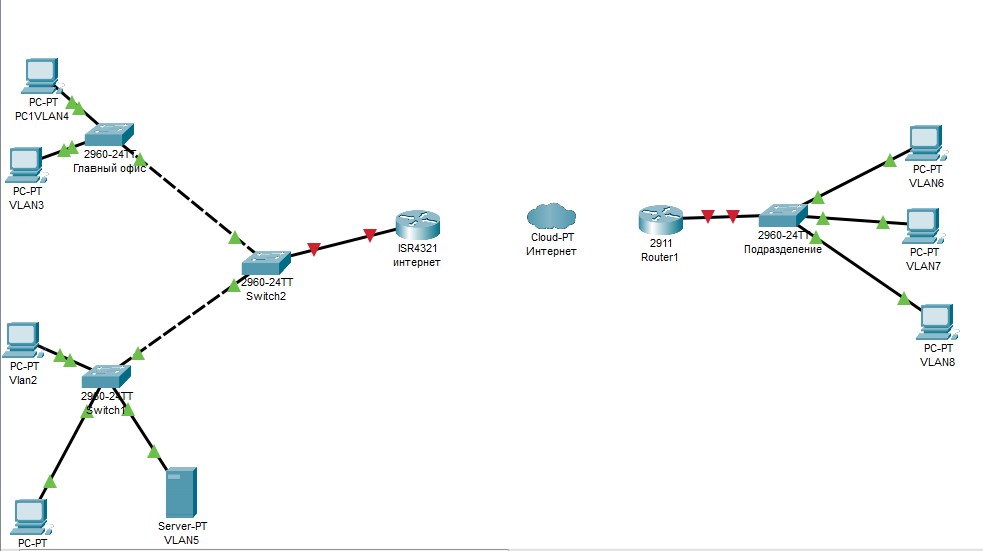 PC-PT
PC1VLAN4
2960-24TT
Главный офис
PC-PT
VLAN3
2960-24TT
Switch2
ISR4321
интернет
Cloud-PT
Интернет
2911
Router1
2960-24TT
Подразделение
PC-PT
VLAN6
PC-PT
VLAN7
PC-PT
VLAN8
PC-PT
Vlan2
2960-24TT
Switch1
Server-PT
VLAN5
PC-PT